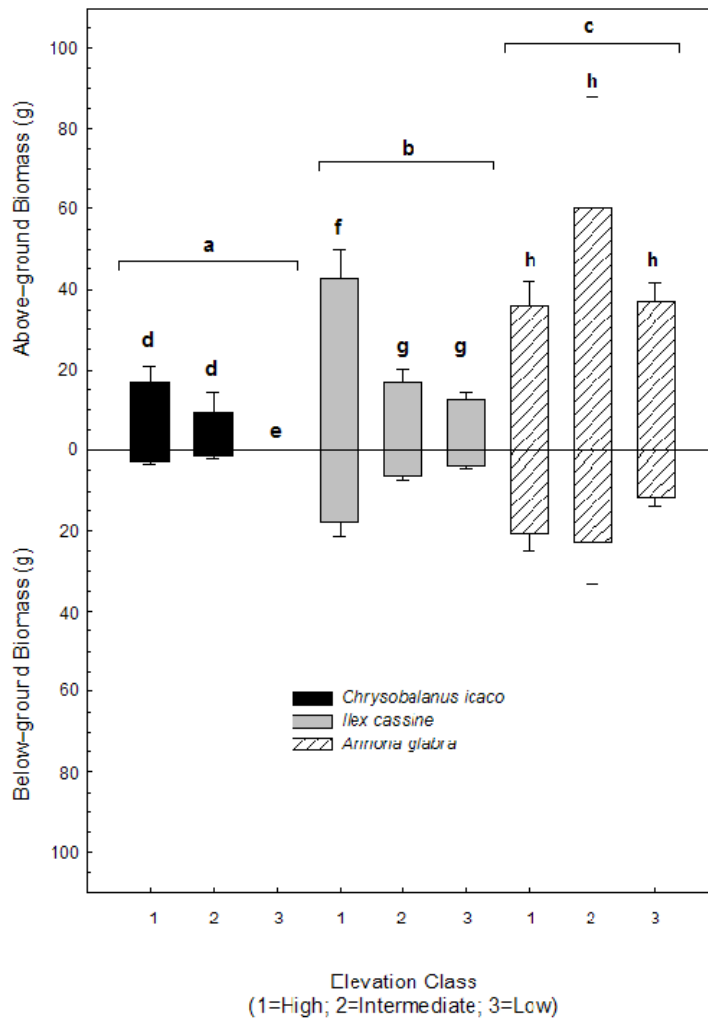 Above-ground Biomass (g)
Below-ground Biomass (g)
100
80
60
40
20
0
20
40
60
80
100
a
b
c
d
d
e
f
g
g
h
h
h
Chrysobalanus icaco
Ilex cassine
Annona glabra
1 2 3 1 2 3 1 2 3
Elevation Class
(1=High; 2=Intermediate; 3=Low)